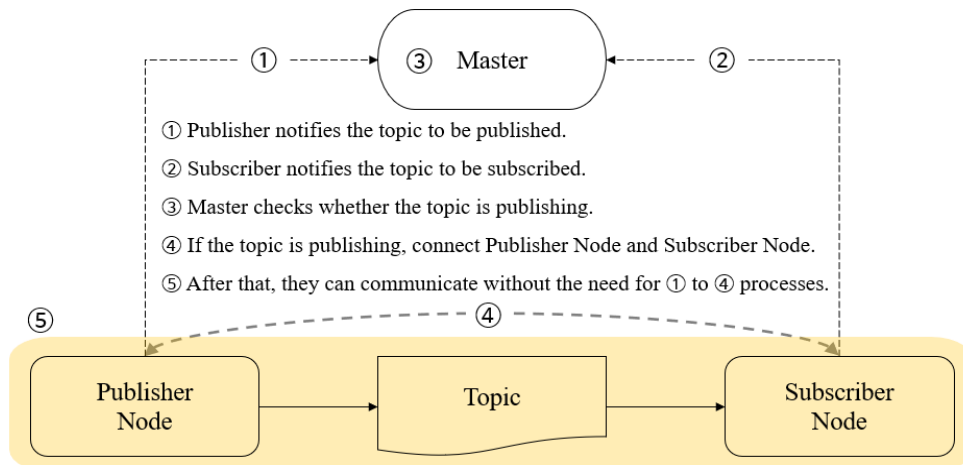 ①
③ Master
②
① Publisher notifies the topic to be published.
② Subscriber notifies the topic to be subscribed.
③ Master checks whether the topic is publishing.
④ If the topic is publishing, connect Publisher Node and Subscriber Node.
⑤ After that, they can communicate without the need for ① to ④ processes.
⑤
④
Publisher
Node
Topic
Subscriber
Node